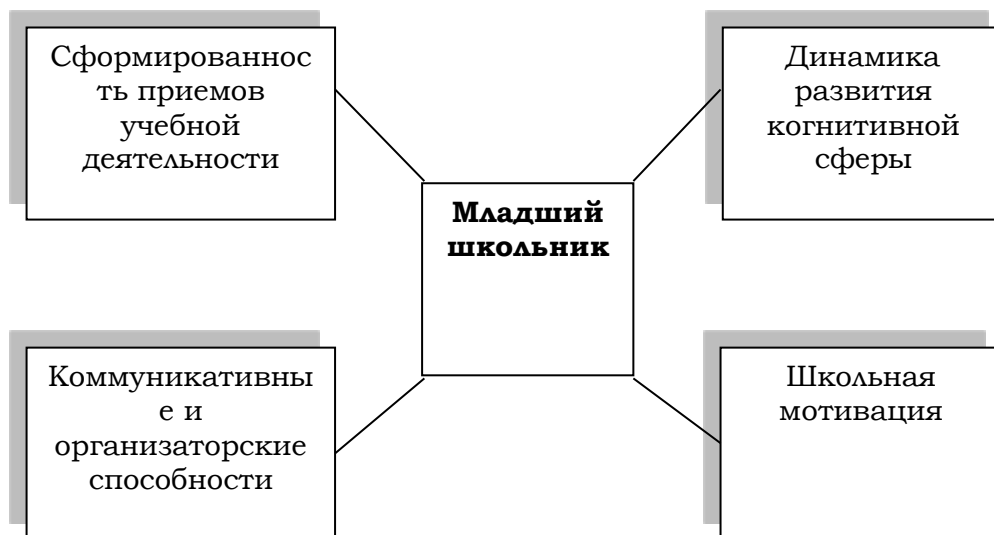 Сформированнос
ть приемов
учебной
деятельности
Динамика
развития
когнитивной
сферы
Младший
школьник
Коммуникативны
е и
организаторские
способности
Школьная
мотивация